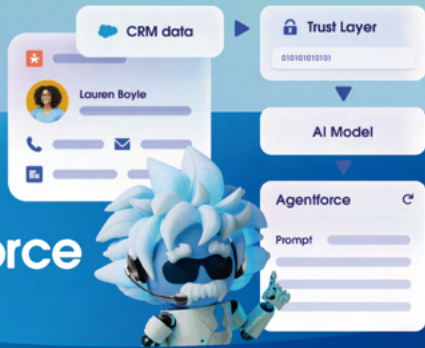 CRM data
Trust Layer
010101010101
Lauren Boyle
AI Model
Agentforce
Prompt
orce